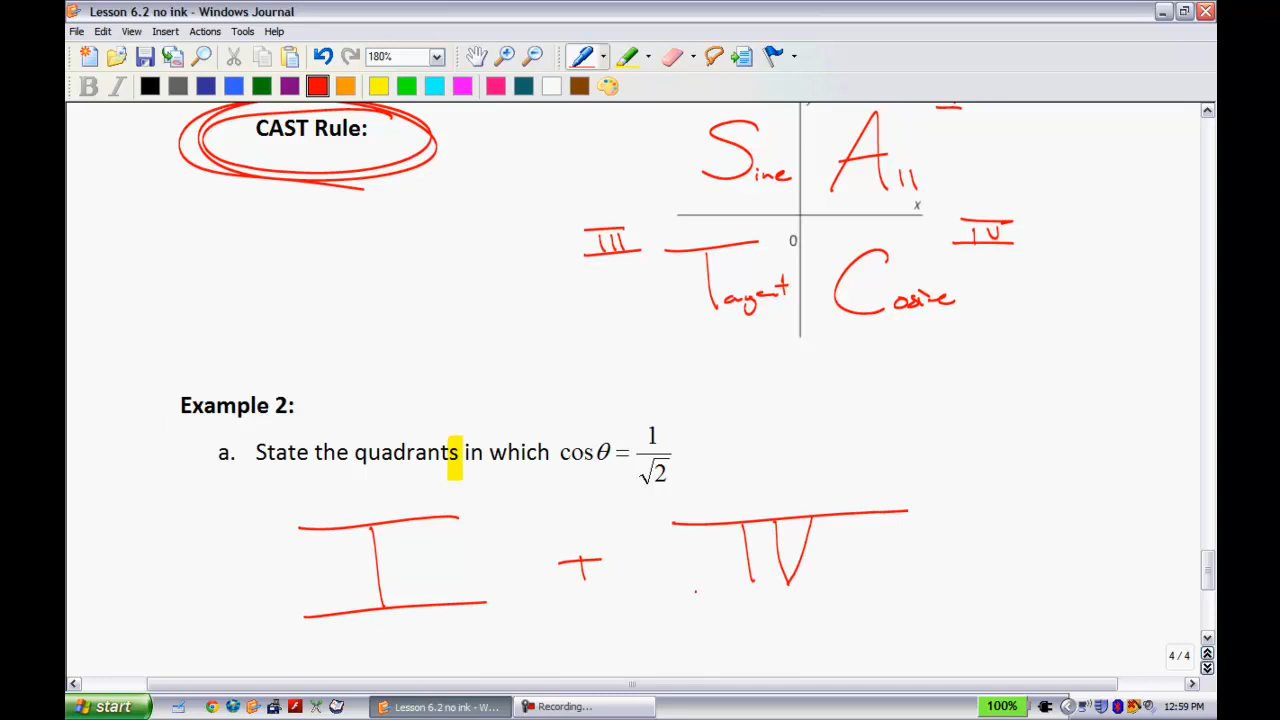 Lesson 6.2 no ink - Windows Journal
File Edit View Insert Actions Tools Help
180%
B I
CAST Rule:
Sine All
x
III 0 IV
Tagent Cosine
Example 2:
a. State the quadrants in which cos θ = 1/√2
I + IV
4 / 4
start Lesson 6.2 no ink - W... Recording... 100% 12:59 PM